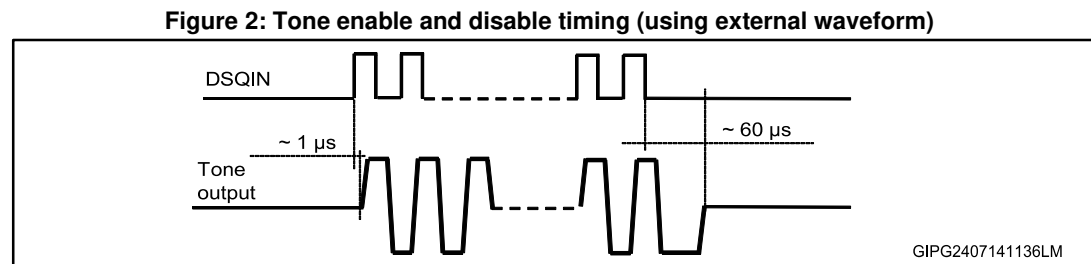 Figure 2: Tone enable and disable timing (using external waveform)
DSQIN
~ 1 µs
~ 60 µs
Tone
output
GIPG2407141136LM